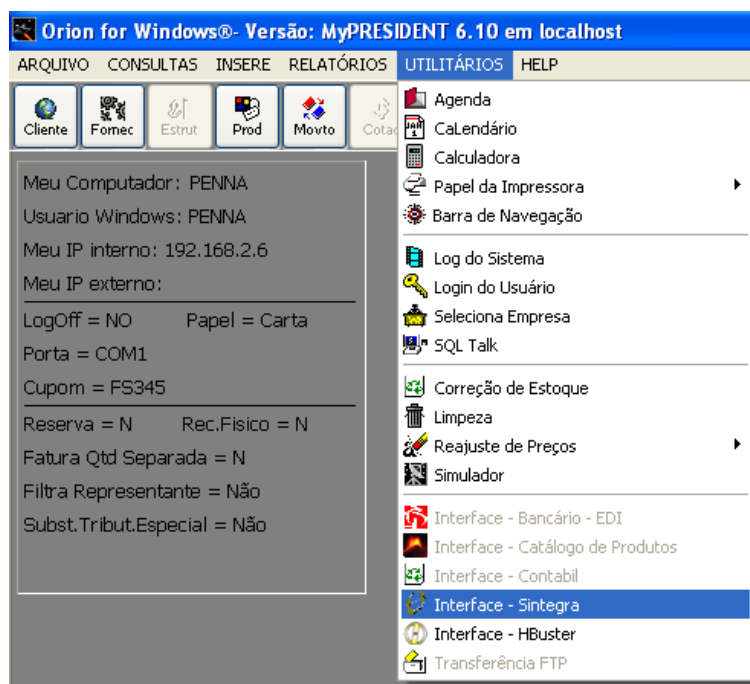 Orion for Windows®- Versão: MyPRESIDENT 6.10 em localhost
ARQUIVO CONSULTAS INSERE RELATÓRIOS UTILITÁRIOS HELP
Cliente Fornec Estrut Prod Movto Cotac
Meu Computador: PENNA
Usuario Windows: PENNA
Meu IP interno: 192.168.2.6
Meu IP externo:
LogOff = NO Papel = Carta
Porta = COM1
Cupom = FS345
Reserva = N Rec.Fisico = N
Fatura Qtd Separada = N
Filtra Representante = Não
Subst.Tribut.Especial = Não
Agenda
CaLendário
Calculadora
Papel da Impressora
Barra de Navegação
Log do Sistema
Login do Usuário
Seleciona Empresa
SQL Talk
Correção de Estoque
Limpeza
Reajuste de Preços
Simulador
Interface - Bancário - EDI
Interface - Catálogo de Produtos
Interface - Contabil
Interface - Sintegra
Interface - HBuster
Transferência FTP